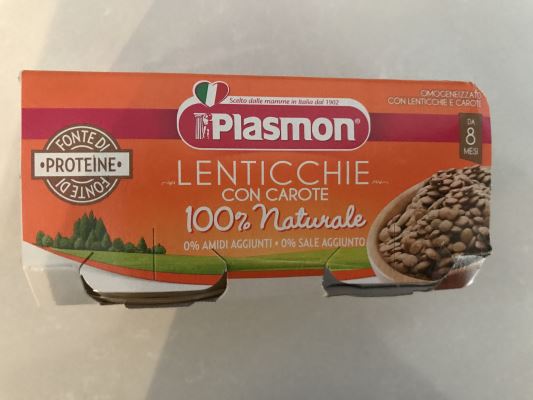 Scelto dalle mamme in Italia dal 1902
Plasmon®
OMOGENEIZZATO
CON LENTICCHIE E CAROTE
DA
8
MESI
FONTE DI
•PROTEINE•
FONTE DI
LENTICCHIE
CON CAROTE
100% Naturale
0% AMIDI AGGIUNTI • 0% SALE AGGIUNTO